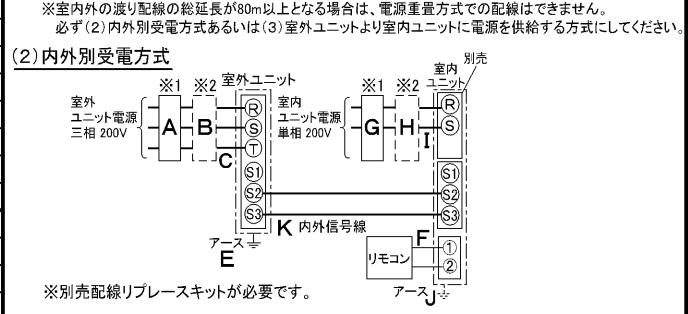 ※室内外の渡り配線の総延長が80m以上となる場合は、電源重畳方式での配線はできません。
必ず(2)内外別受電方式あるいは(3)室外ユニットより室内ユニットに電源を供給する方式にしてください。
(2)内外別受電方式
別売
※1 ※2 室外ユニット ※1 ※2 室内ユニット
室外
ユニット電源
三相 200V
A B C
R
S
T
S1
S2
S3
室内
ユニット電源
単相 200V
G H I
R
S
S1
S2
S3
K 内外信号線
アース
E
リモコン
F
①
②
アース J
※別売配線リプレースキットが必要です。